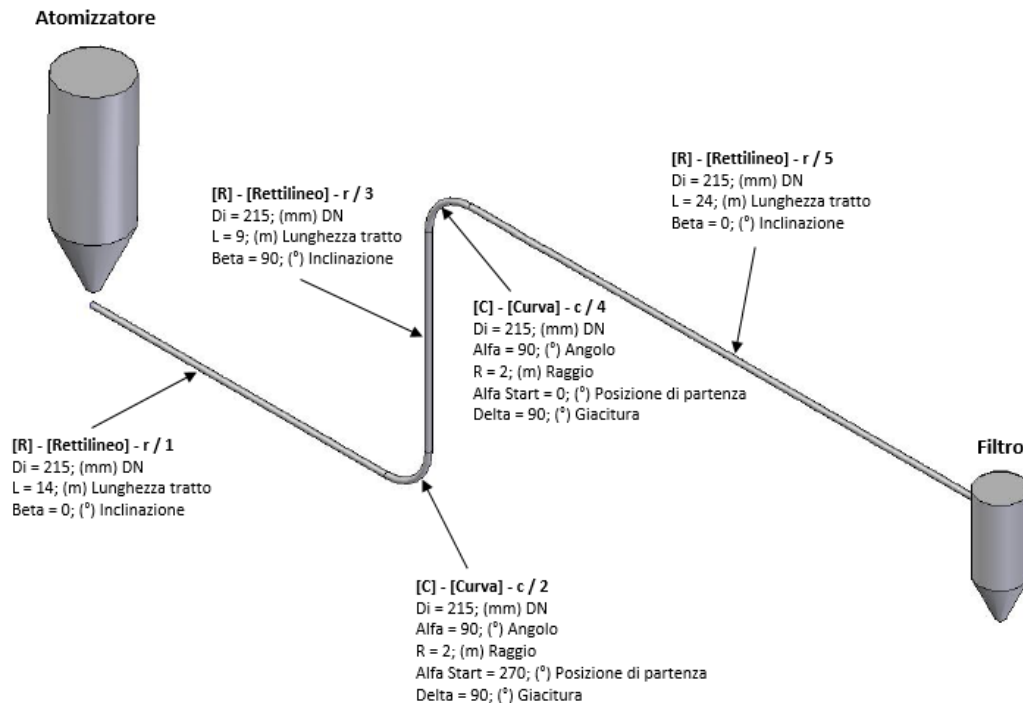 Atomizzatore
[R] - [Rettilineo] - r / 5
Di = 215; (mm) DN
L = 24; (m) Lunghezza tratto
Beta = 0; (°) Inclinazione
[R] - [Rettilineo] - r / 3
Di = 215; (mm) DN
L = 9; (m) Lunghezza tratto
Beta = 90; (°) Inclinazione
[C] - [Curva] - c / 4
Di = 215; (mm) DN
Alfa = 90; (°) Angolo
R = 2; (m) Raggio
Alfa Start = 0; (°) Posizione di partenza
Delta = 90; (°) Giacitura
[R] - [Rettilineo] - r / 1
Di = 215; (mm) DN
L = 14; (m) Lunghezza tratto
Beta = 0; (°) Inclinazione
Filtro
[C] - [Curva] - c / 2
Di = 215; (mm) DN
Alfa = 90; (°) Angolo
R = 2; (m) Raggio
Alfa Start = 270; (°) Posizione di partenza
Delta = 90; (°) Giacitura